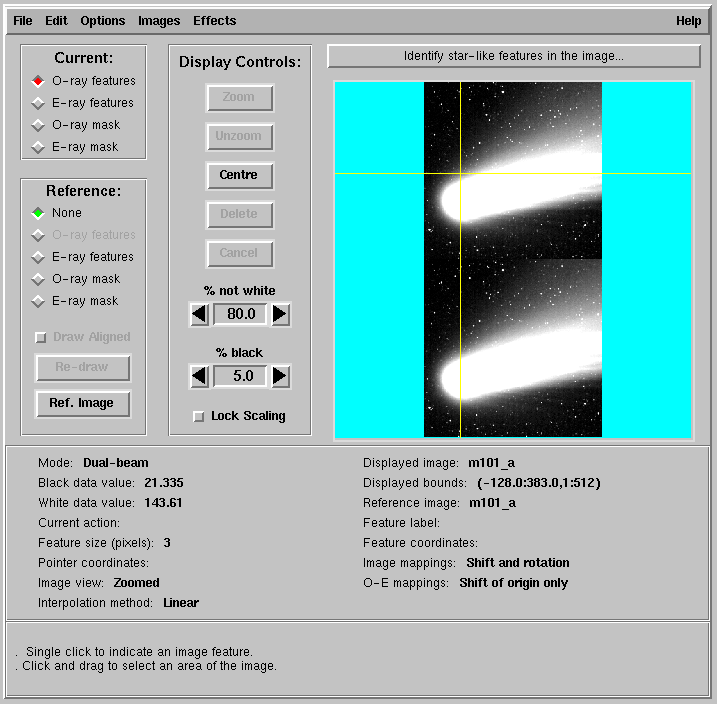 File Edit Options Images Effects Help
Current:
O-ray features
E-ray features
O-ray mask
E-ray mask
Reference:
None
O-ray features
E-ray features
O-ray mask
E-ray mask
Draw Aligned
Re-draw
Ref. Image
Display Controls:
Zoom
Unzoom
Centre
Delete
Cancel
% not white
80.0
% black
5.0
Lock Scaling
Identify star-like features in the image...
Mode: Dual-beam
Black data value: 21.335
White data value: 143.61
Current action:
Feature size (pixels): 3
Pointer coordinates:
Image view: Zoomed
Interpolation method: Linear
Displayed image: m101_a
Displayed bounds: (-128.0:383.0,1:512)
Reference image: m101_a
Feature label:
Feature coordinates:
Image mappings: Shift and rotation
O-E mappings: Shift of origin only
. Single click to indicate an image feature.
. Click and drag to select an area of the image.